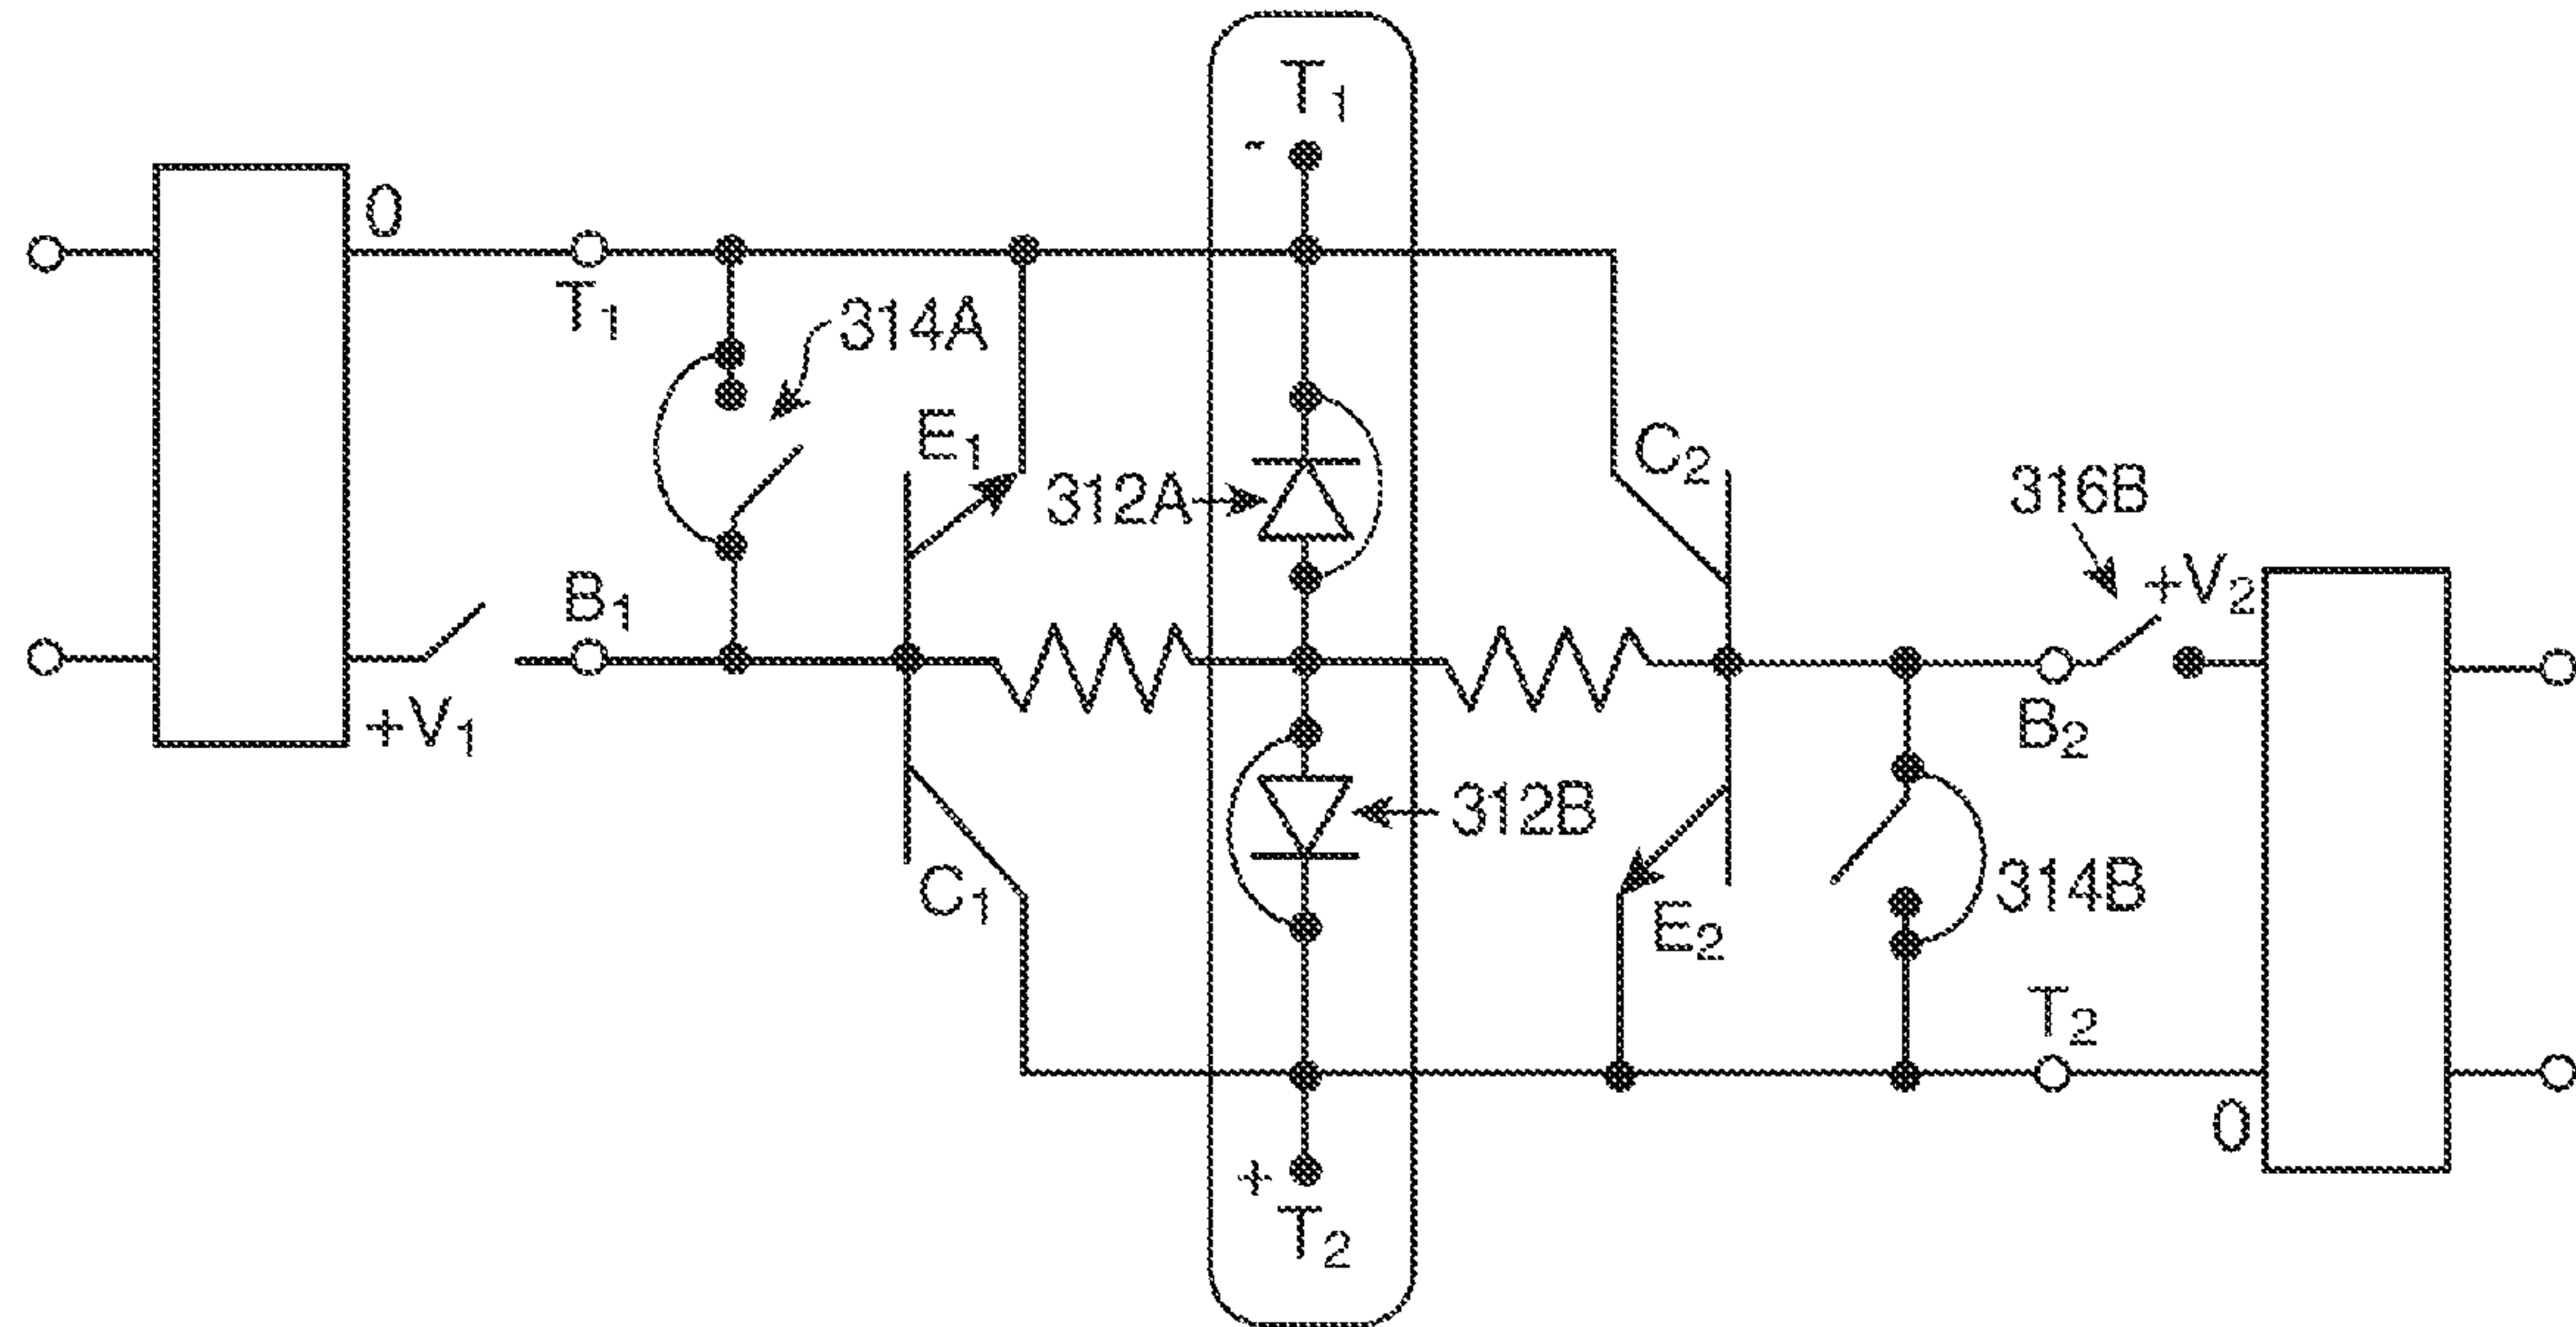 T₁
-
0
T₁
314A
E₁
312A
C₂
316B
+V₂
B₁
+V₁
B₂
312B
C₁
E₂
314B
T₂
0
+
T₂